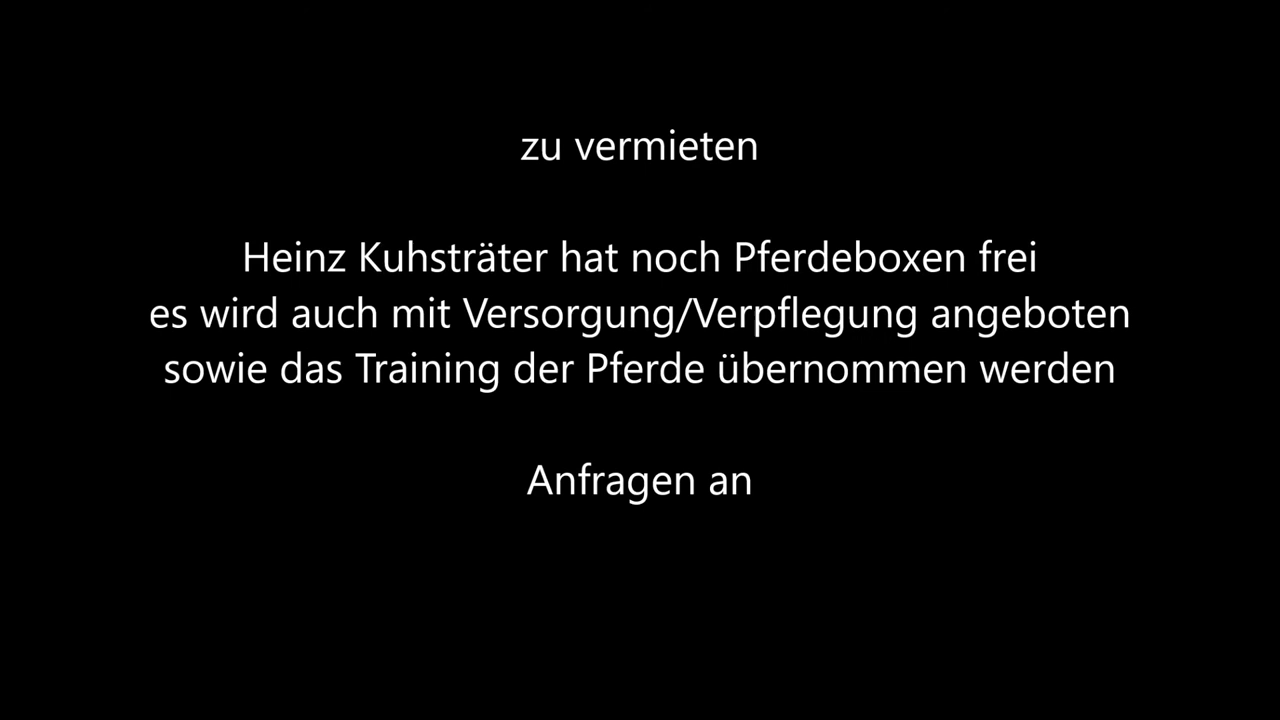 zu vermieten
Heinz Kuhsträter hat noch Pferdeboxen frei
es wird auch mit Versorgung/Verpflegung angeboten
sowie das Training der Pferde übernommen werden
Anfragen an